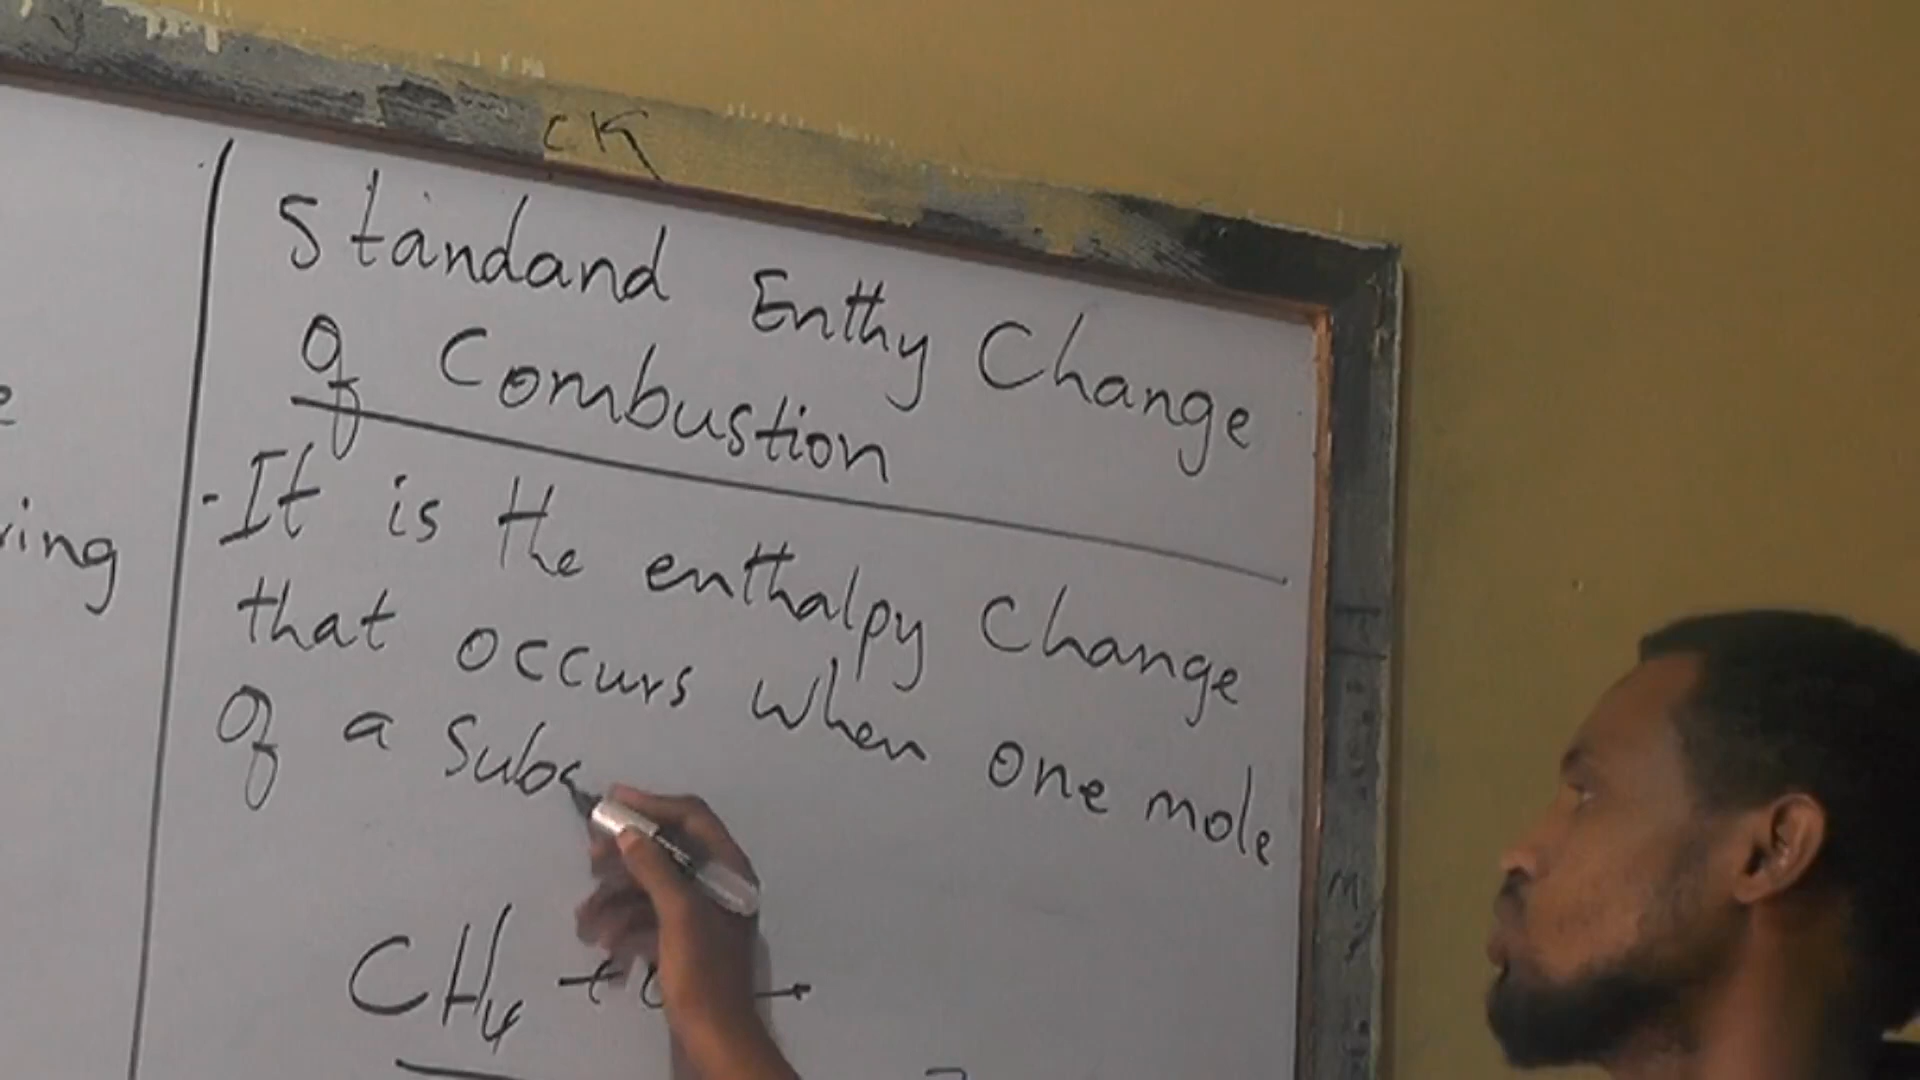 CK
Standand Enthy Change
Of Combustion
ring
- It is the enthalpy Change
that occurs when one mole
Of a Subs
CH4 + →